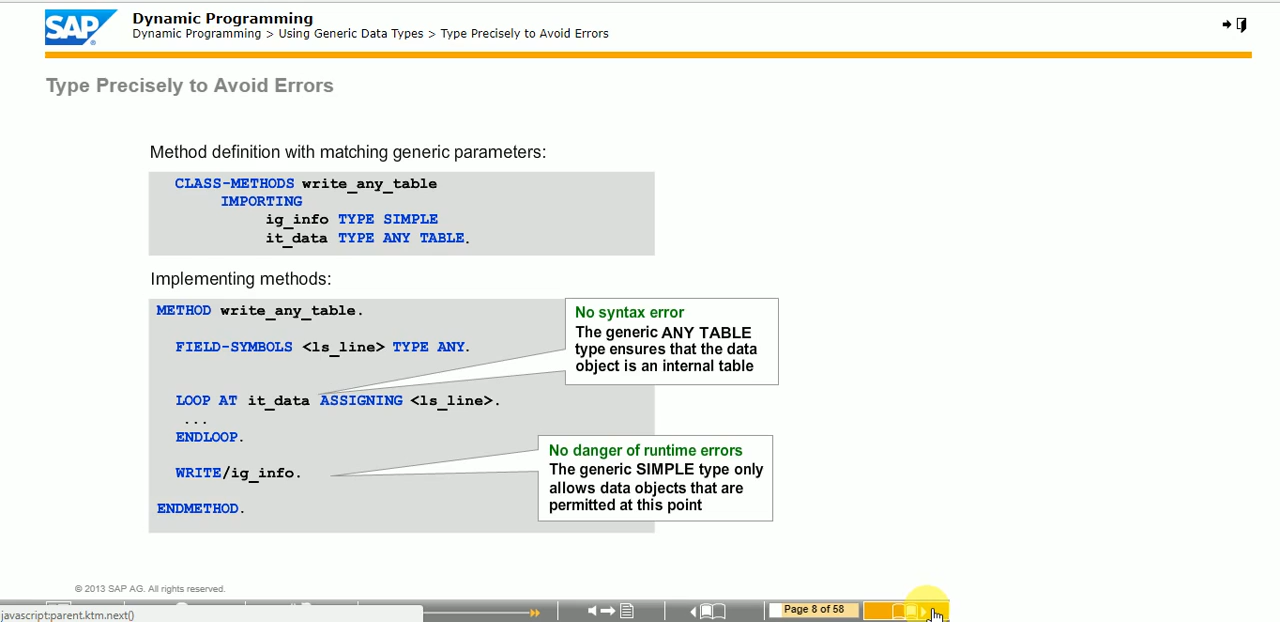 SAP
Dynamic Programming
Dynamic Programming > Using Generic Data Types > Type Precisely to Avoid Errors
Type Precisely to Avoid Errors
Method definition with matching generic parameters:
CLASS-METHODS write_any_table
IMPORTING
ig_info TYPE SIMPLE
it_data TYPE ANY TABLE.
Implementing methods:
METHOD write_any_table.
FIELD-SYMBOLS <ls_line> TYPE ANY.
LOOP AT it_data ASSIGNING <ls_line>.
...
ENDLOOP.
WRITE/ig_info.
ENDMETHOD.
No syntax error
The generic ANY TABLE
type ensures that the data
object is an internal table
No danger of runtime errors
The generic SIMPLE type only
allows data objects that are
permitted at this point
© 2013 SAP AG. All rights reserved.
javascript:parent.ktm.next()
Page 8 of 58